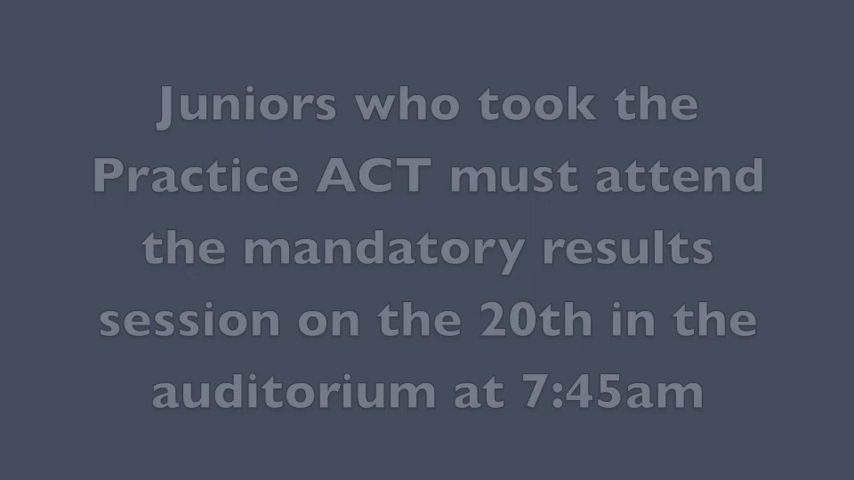 Juniors who took the
Practice ACT must attend
the mandatory results
session on the 20th in the
auditorium at 7:45am